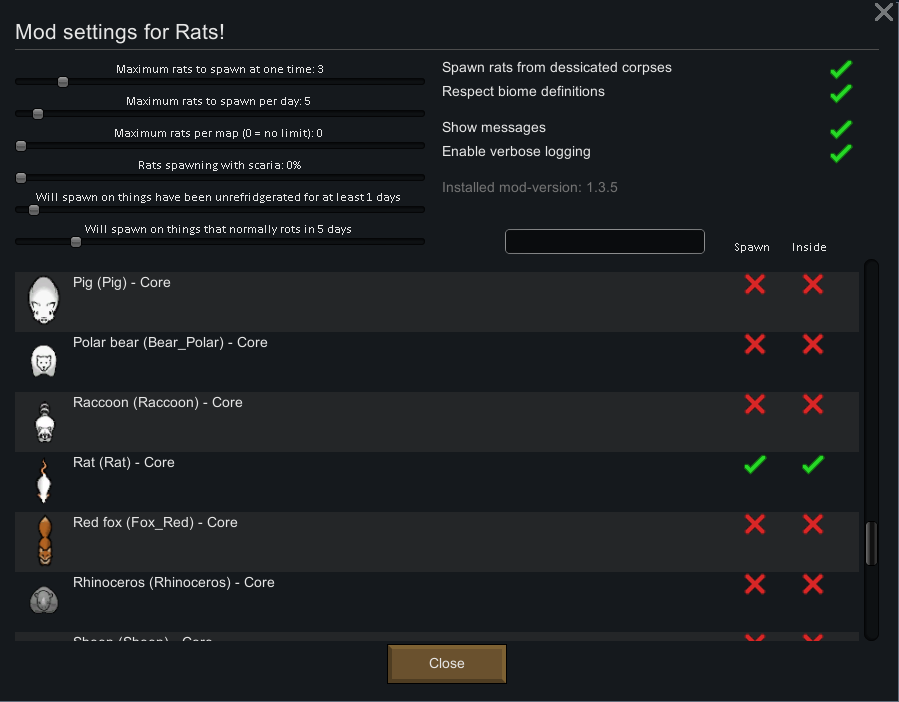 Mod settings for Rats!
Maximum rats to spawn at one time: 3
Maximum rats to spawn per day: 5
Maximum rats per map (0 = no limit): 0
Rats spawning with scaria: 0%
Will spawn on things have been unrefridgerated for at least 1 days
Will spawn on things that normally rots in 5 days
Spawn rats from dessicated corpses
Respect biome definitions
Show messages
Enable verbose logging
Installed mod-version: 1.3.5
Spawn Inside
Pig (Pig) - Core
Polar bear (Bear_Polar) - Core
Raccoon (Raccoon) - Core
Rat (Rat) - Core
Red fox (Fox_Red) - Core
Rhinoceros (Rhinoceros) - Core
Sheep (Sheep) - Core
Close